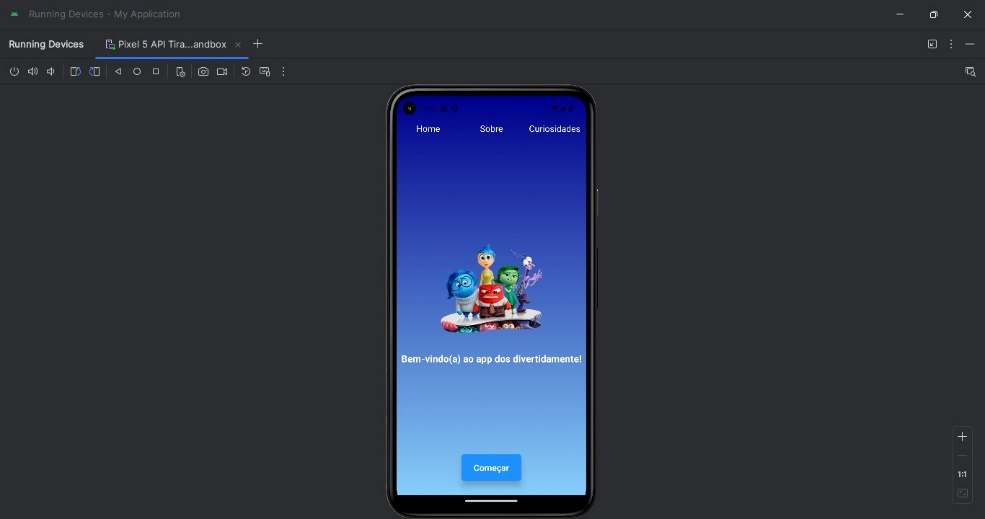 Running Devices - My Application
Running Devices
Pixel 5 API Tira...andbox
Home Sobre Curiosidades
Bem-vindo(a) ao app dos divertidamente!
Começar
1:1